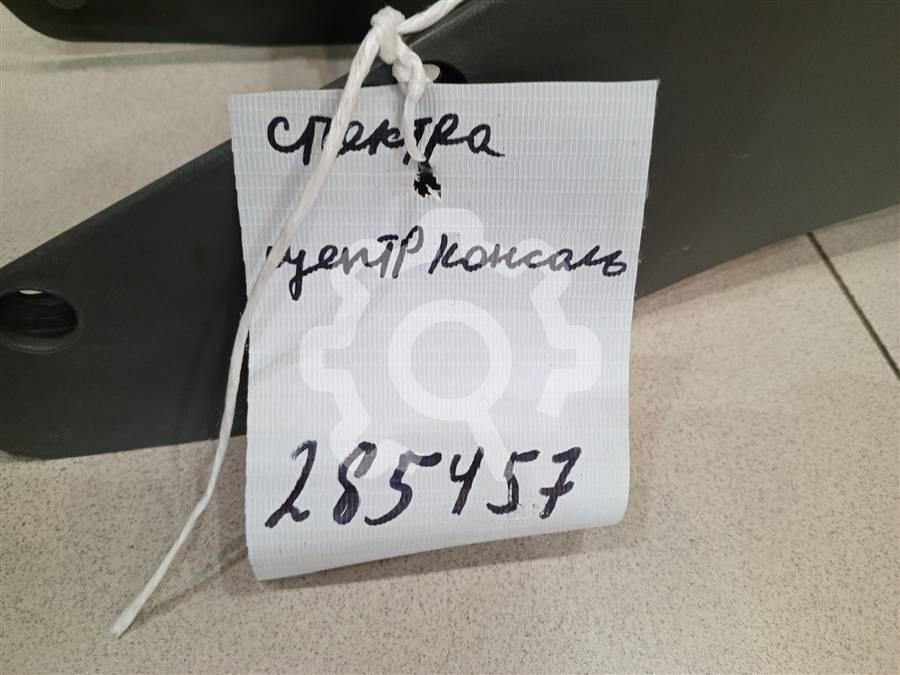 спектра
центр консоль
285457